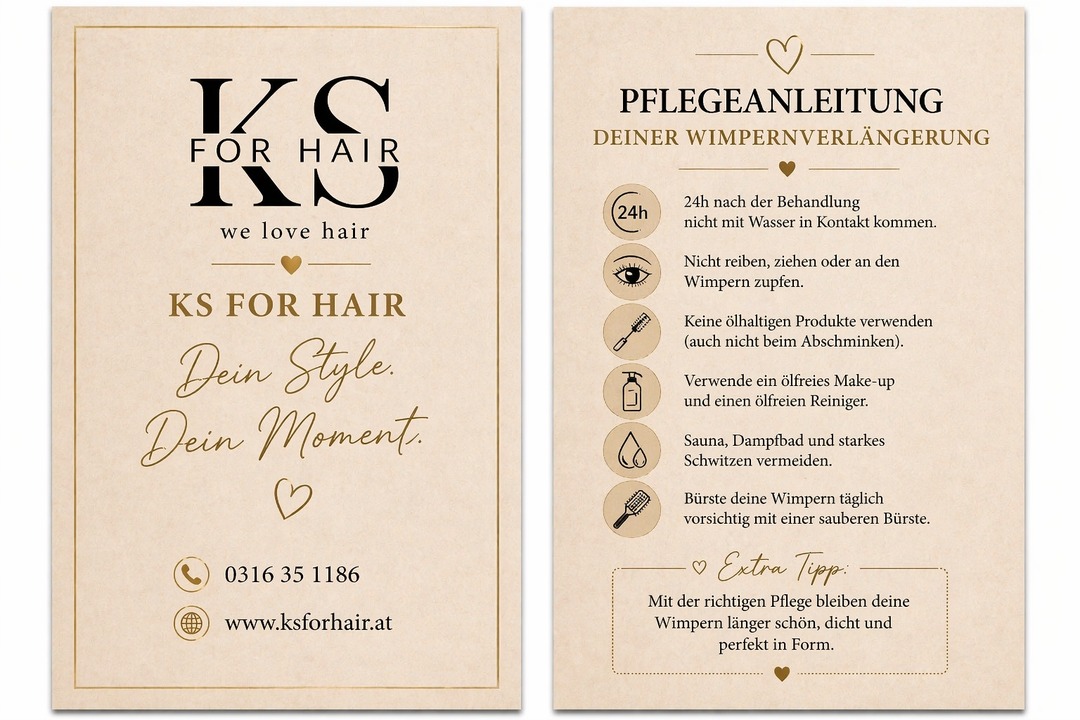 KS
FOR HAIR
we love hair
KS FOR HAIR
Dein Style.
Dein Moment.
0316 35 1186
www.ksforhair.at
PFLEGEANLEITUNG
DEINER WIMPERNVERLÄNGERUNG
24h
24h nach der Behandlung
nicht mit Wasser in Kontakt kommen.
Nicht reiben, ziehen oder an den
Wimpern zupfen.
Keine ölhaltigen Produkte verwenden
(auch nicht beim Abschminken).
Verwende ein ölfreies Make-up
und einen ölfreien Reiniger.
Sauna, Dampfbad und starkes
Schwitzen vermeiden.
Bürste deine Wimpern täglich
vorsichtig mit einer sauberen Bürste.
Extra Tipp:
Mit der richtigen Pflege bleiben deine
Wimpern länger schön, dicht und
perfekt in Form.